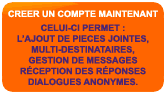 CREER UN COMPTE MAINTENANT
CELUI-CI PERMET :
L'AJOUT DE PIECES JOINTES,
MULTI-DESTINATAIRES,
GESTION DE MESSAGES
RÉCEPTION DES RÉPONSES
DIALOGUES ANONYMES.